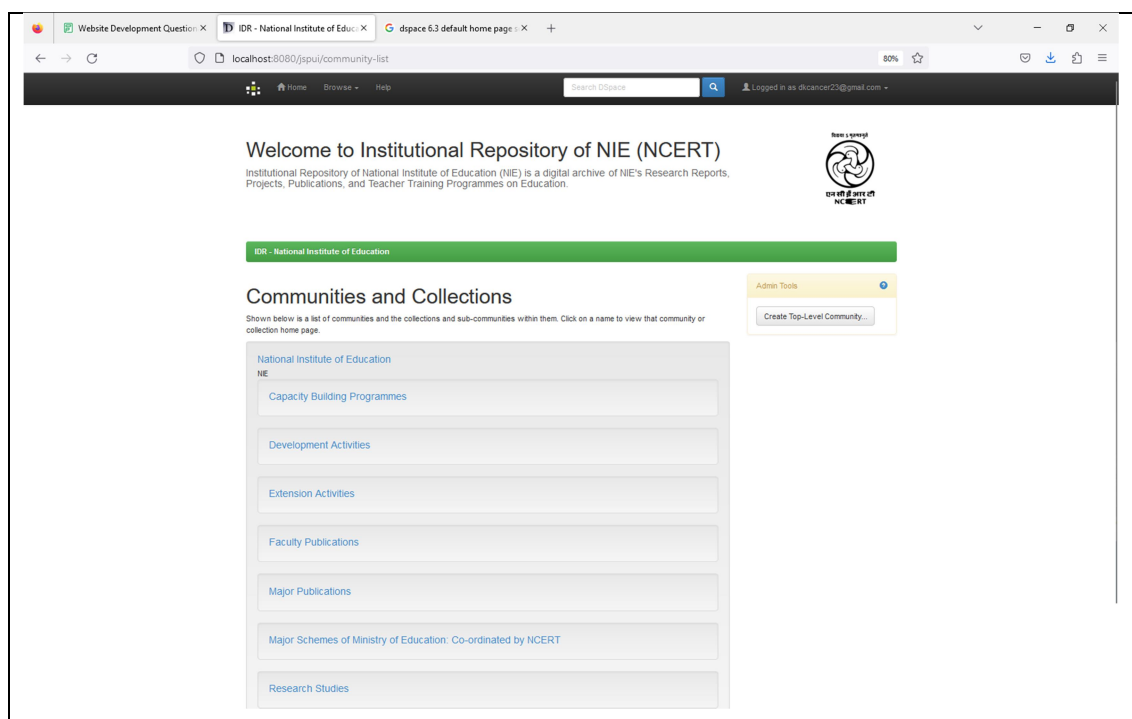 Website Development Question
IDR - National Institute of Educa
dspace 6.3 default home page s
localhost:8080/jspui/community-list
80%
Home Browse Help
Search DSpace
Logged in as dkcancer23@gmail.com
Welcome to Institutional Repository of NIE (NCERT)
Institutional Repository of National Institute of Education (NIE) is a digital archive of NIE's Research Reports,
Projects, Publications, and Teacher Training Programmes on Education.
एन सी ई आर टी
NCERT
IDR - National Institute of Education
Communities and Collections
Shown below is a list of communities and the collections and sub-communities within them. Click on a name to view that community or
collection home page.
Admin Tools
Create Top-Level Community...
National Institute of Education
NIE
Capacity Building Programmes
Development Activities
Extension Activities
Faculty Publications
Major Publications
Major Schemes of Ministry of Education: Co-ordinated by NCERT
Research Studies